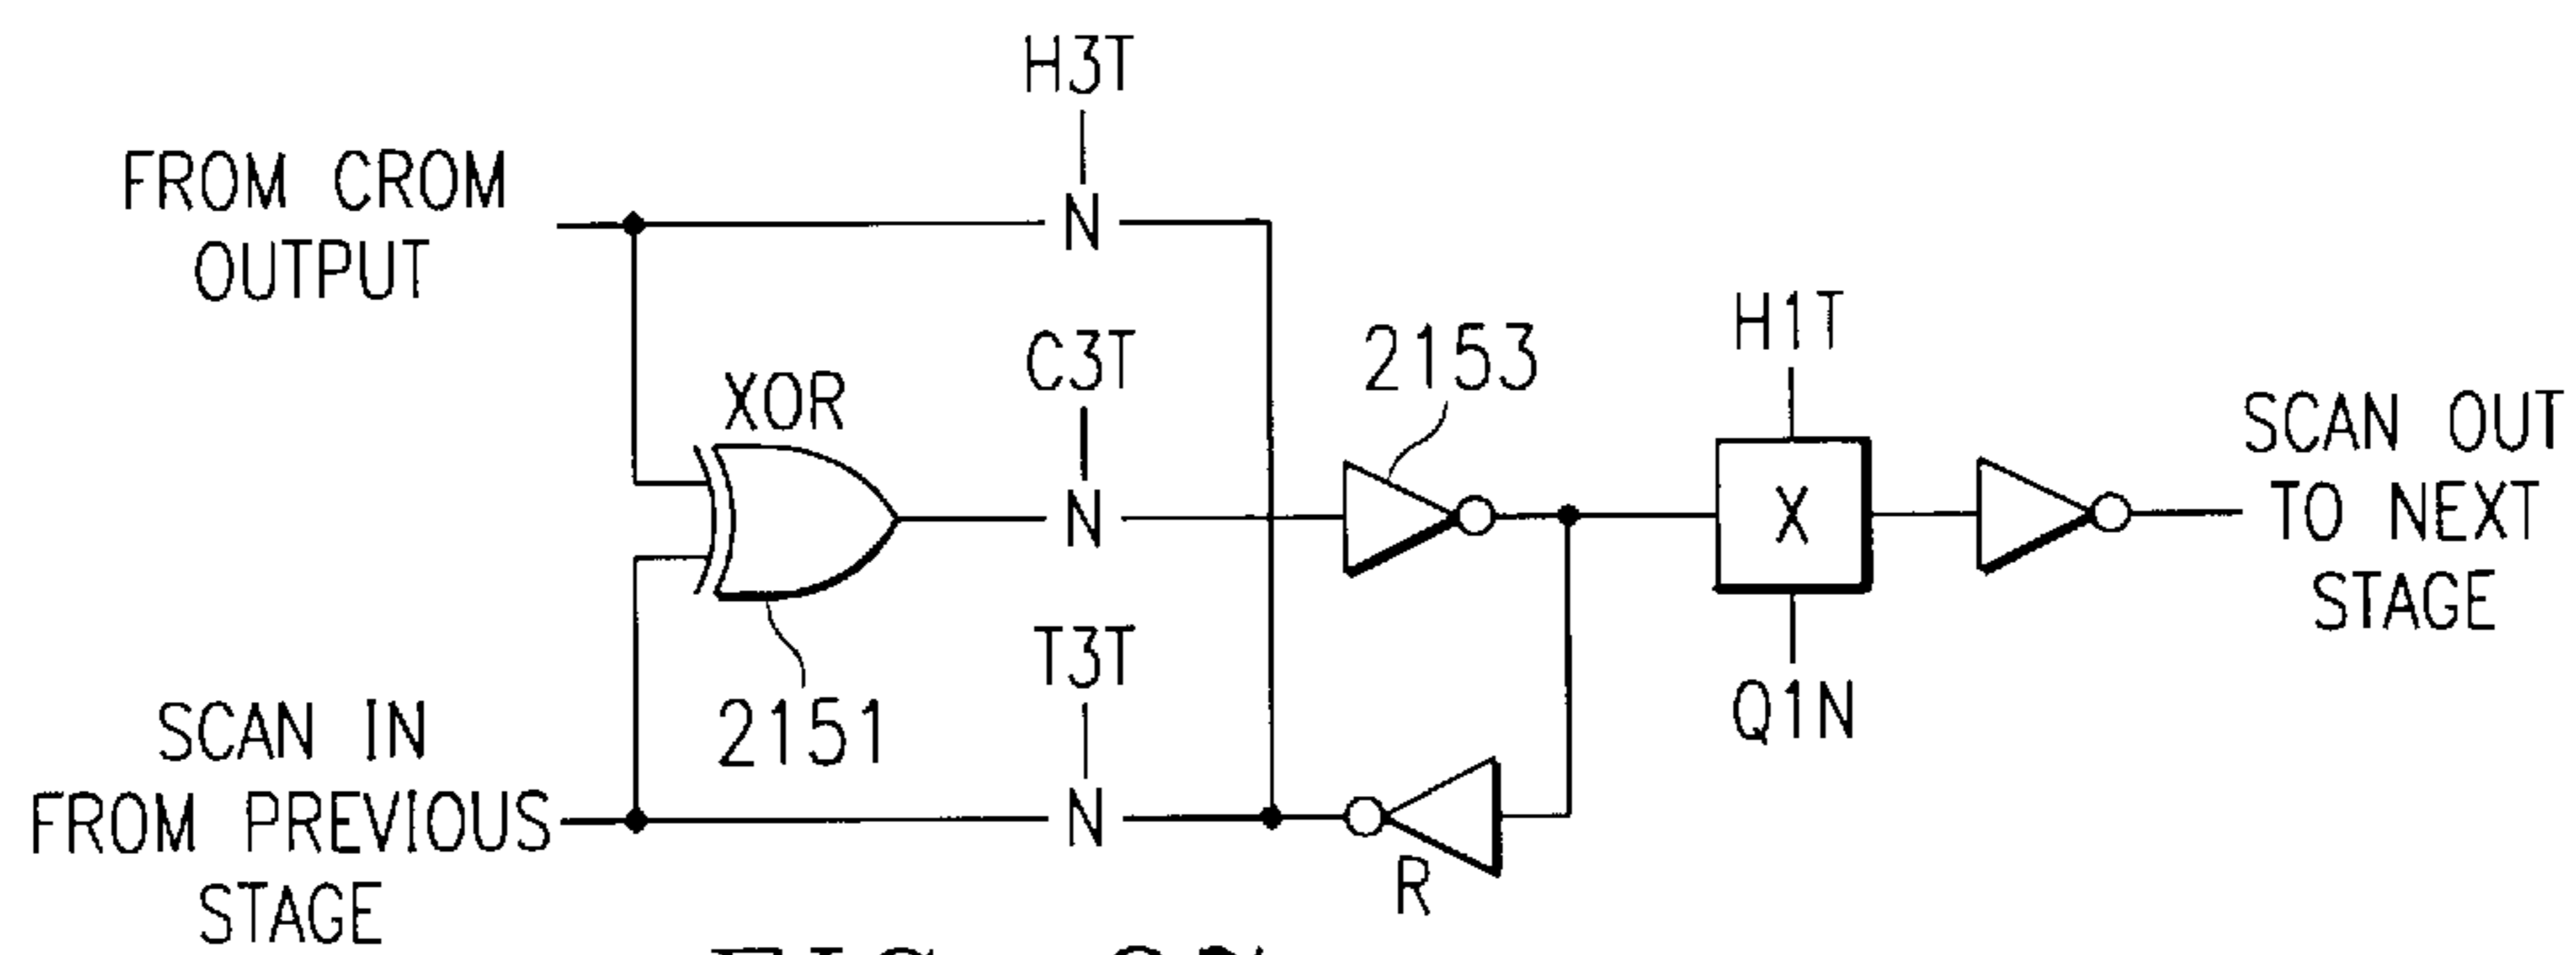 H3T
FROM CROM
OUTPUT
N
H1T
C3T
2153
XOR
SCAN OUT
TO NEXT
STAGE
N
X
T3T
2151
Q1N
SCAN IN
FROM PREVIOUS
STAGE
N
R